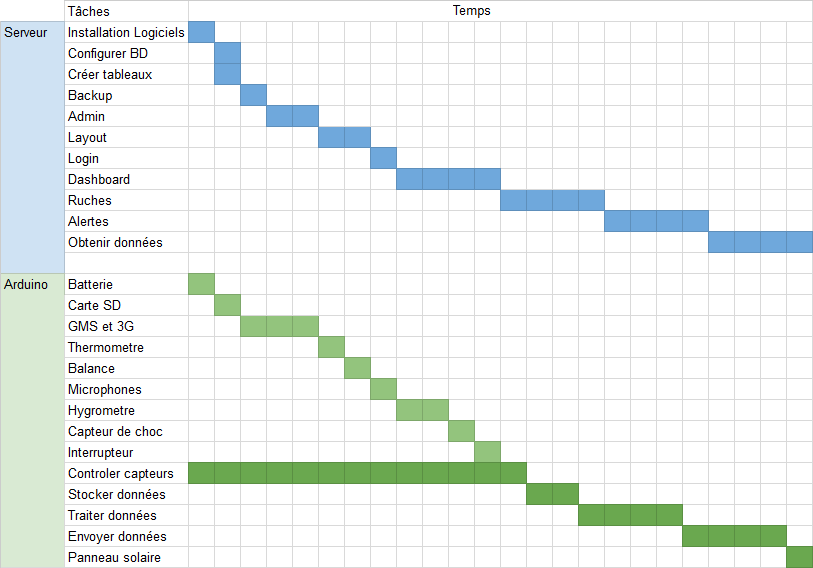 Tâches Temps
Serveur Installation Logiciels
Configurer BD
Créer tableaux
Backup
Admin
Layout
Login
Dashboard
Ruches
Alertes
Obtenir données
Arduino Batterie
Carte SD
GMS et 3G
Thermometre
Balance
Microphones
Hygrometre
Capteur de choc
Interrupteur
Controler capteurs
Stocker données
Traiter données
Envoyer données
Panneau solaire